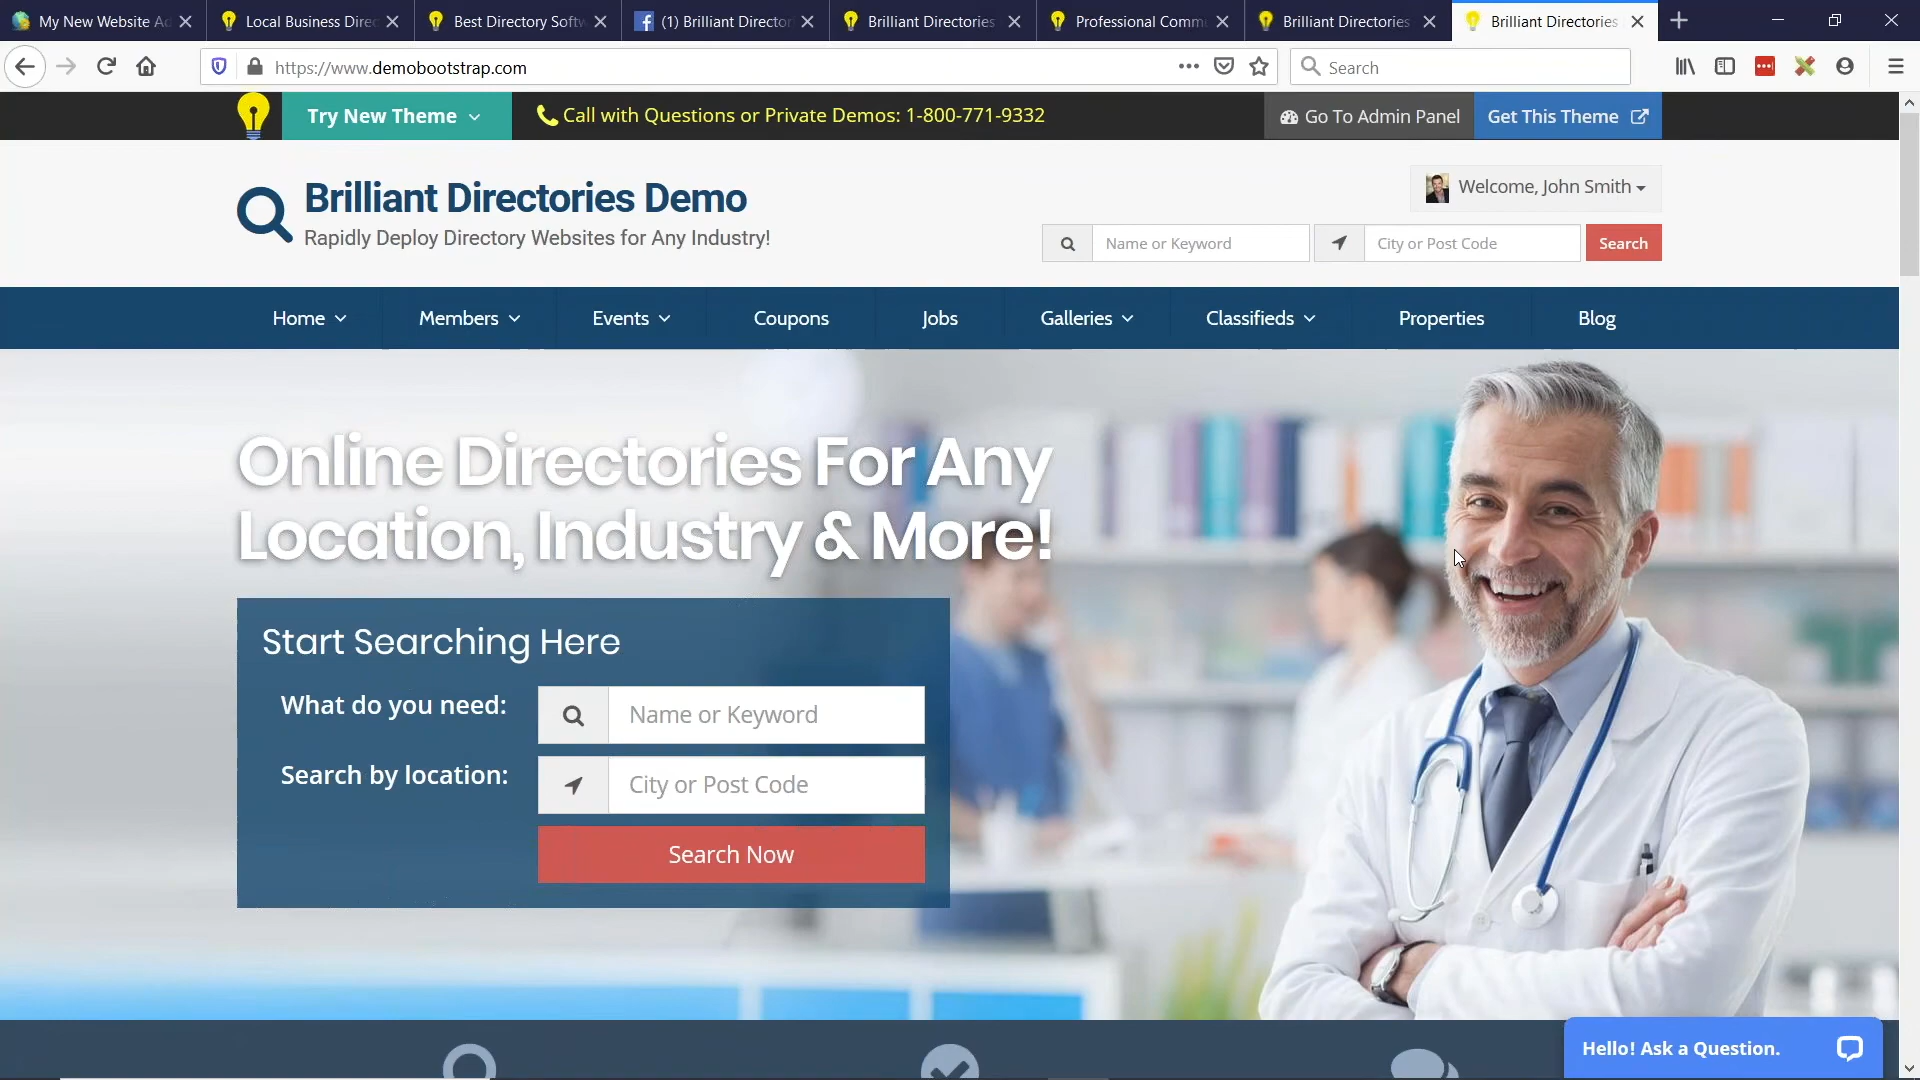 My New Website Ad
Local Business Direc
Best Directory Softw
(1) Brilliant Director
Brilliant Directories
Professional Commu
Brilliant Directories
Brilliant Directories
https://www.demobootstrap.com
Search
Try New Theme
Call with Questions or Private Demos: 1-800-771-9332
Go To Admin Panel
Get This Theme
Brilliant Directories Demo
Rapidly Deploy Directory Websites for Any Industry!
Welcome, John Smith
Name or Keyword
City or Post Code
Search
Home
Members
Events
Coupons
Jobs
Galleries
Classifieds
Properties
Blog
Online Directories For Any
Location, Industry & More!
Start Searching Here
What do you need:
Name or Keyword
Search by location:
City or Post Code
Search Now
Hello! Ask a Question.